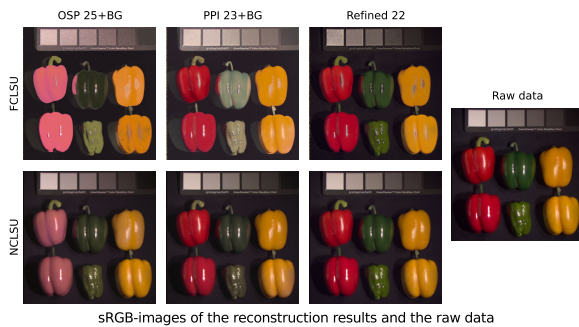 OSP 25+BG PPI 23+BG Refined 22
FCLSU
Raw data
NCLSU
sRGB-images of the reconstruction results and the raw data